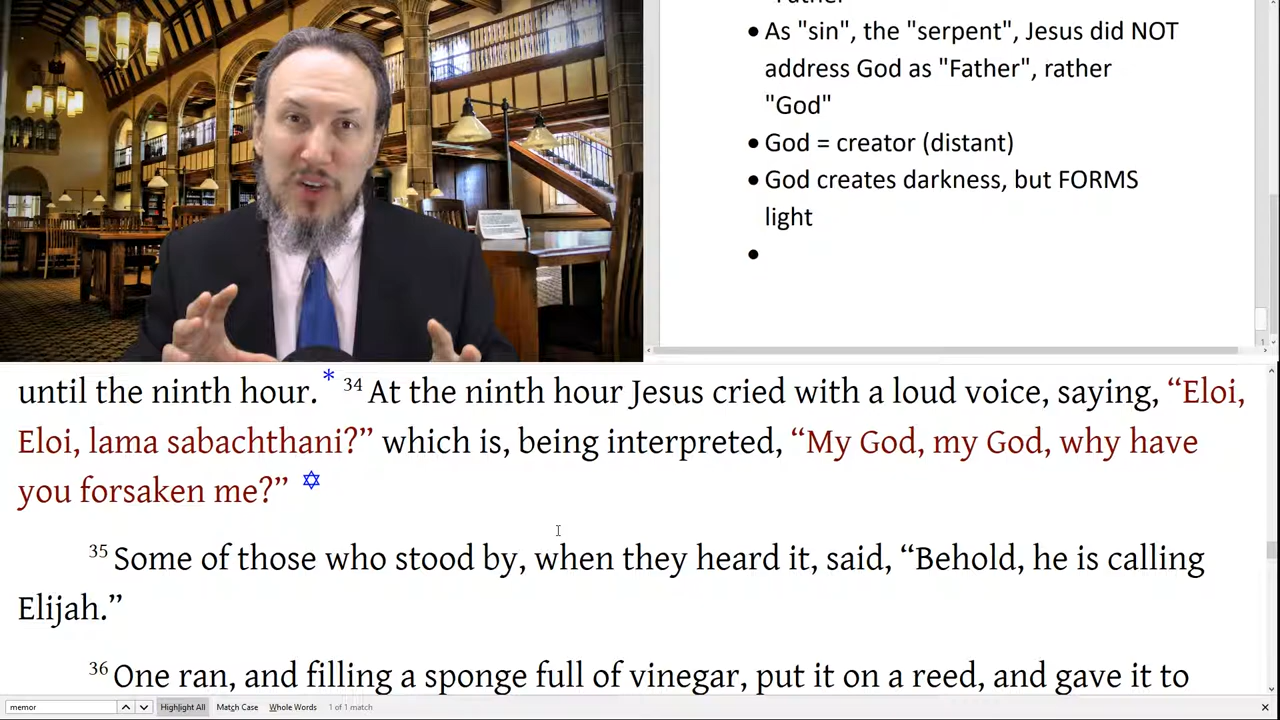 • As "sin", the "serpent", Jesus did NOT
address God as "Father", rather
"God"
• God = creator (distant)
• God creates darkness, but FORMS
light
•
until the ninth hour.* 34 At the ninth hour Jesus cried with a loud voice, saying, “Eloi,
Eloi, lama sabachthani?” which is, being interpreted, “My God, my God, why have
you forsaken me?” ✡
35 Some of those who stood by, when they heard it, said, “Behold, he is calling
Elijah.”
36 One ran, and filling a sponge full of vinegar, put it on a reed, and gave it to
memor Highlight All Match Case Whole Words 1 of 1 match